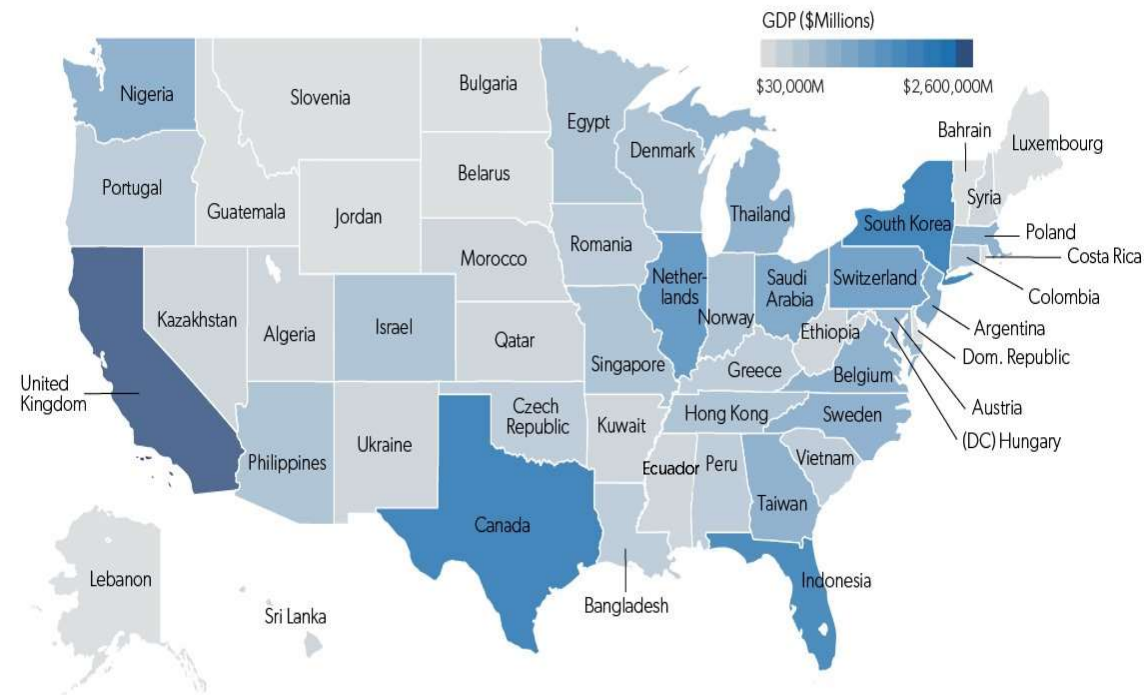 GDP ($Millions)
$30,000M
$2,600,000M
Nigeria
Slovenia
Bulgaria
Egypt
Bahrain
Luxembourg
Denmark
Belarus
Portugal
Guatemala
Jordan
Syria
Thailand
South Korea
Poland
Romania
Morocco
Costa Rica
Nether-
lands
Saudi
Arabia
Switzerland
Colombia
Kazakhstan
Algeria
Israel
Qatar
Norway
Ethiopia
Argentina
Singapore
Dom. Republic
Greece
Belgium
United
Kingdom
Austria
Czech
Republic
Kuwait
Hong Kong
Sweden
(DC) Hungary
Ukraine
Philippines
Ecuador
Peru
Vietnam
Taiwan
Canada
Lebanon
Indonesia
Bangladesh
Sri Lanka